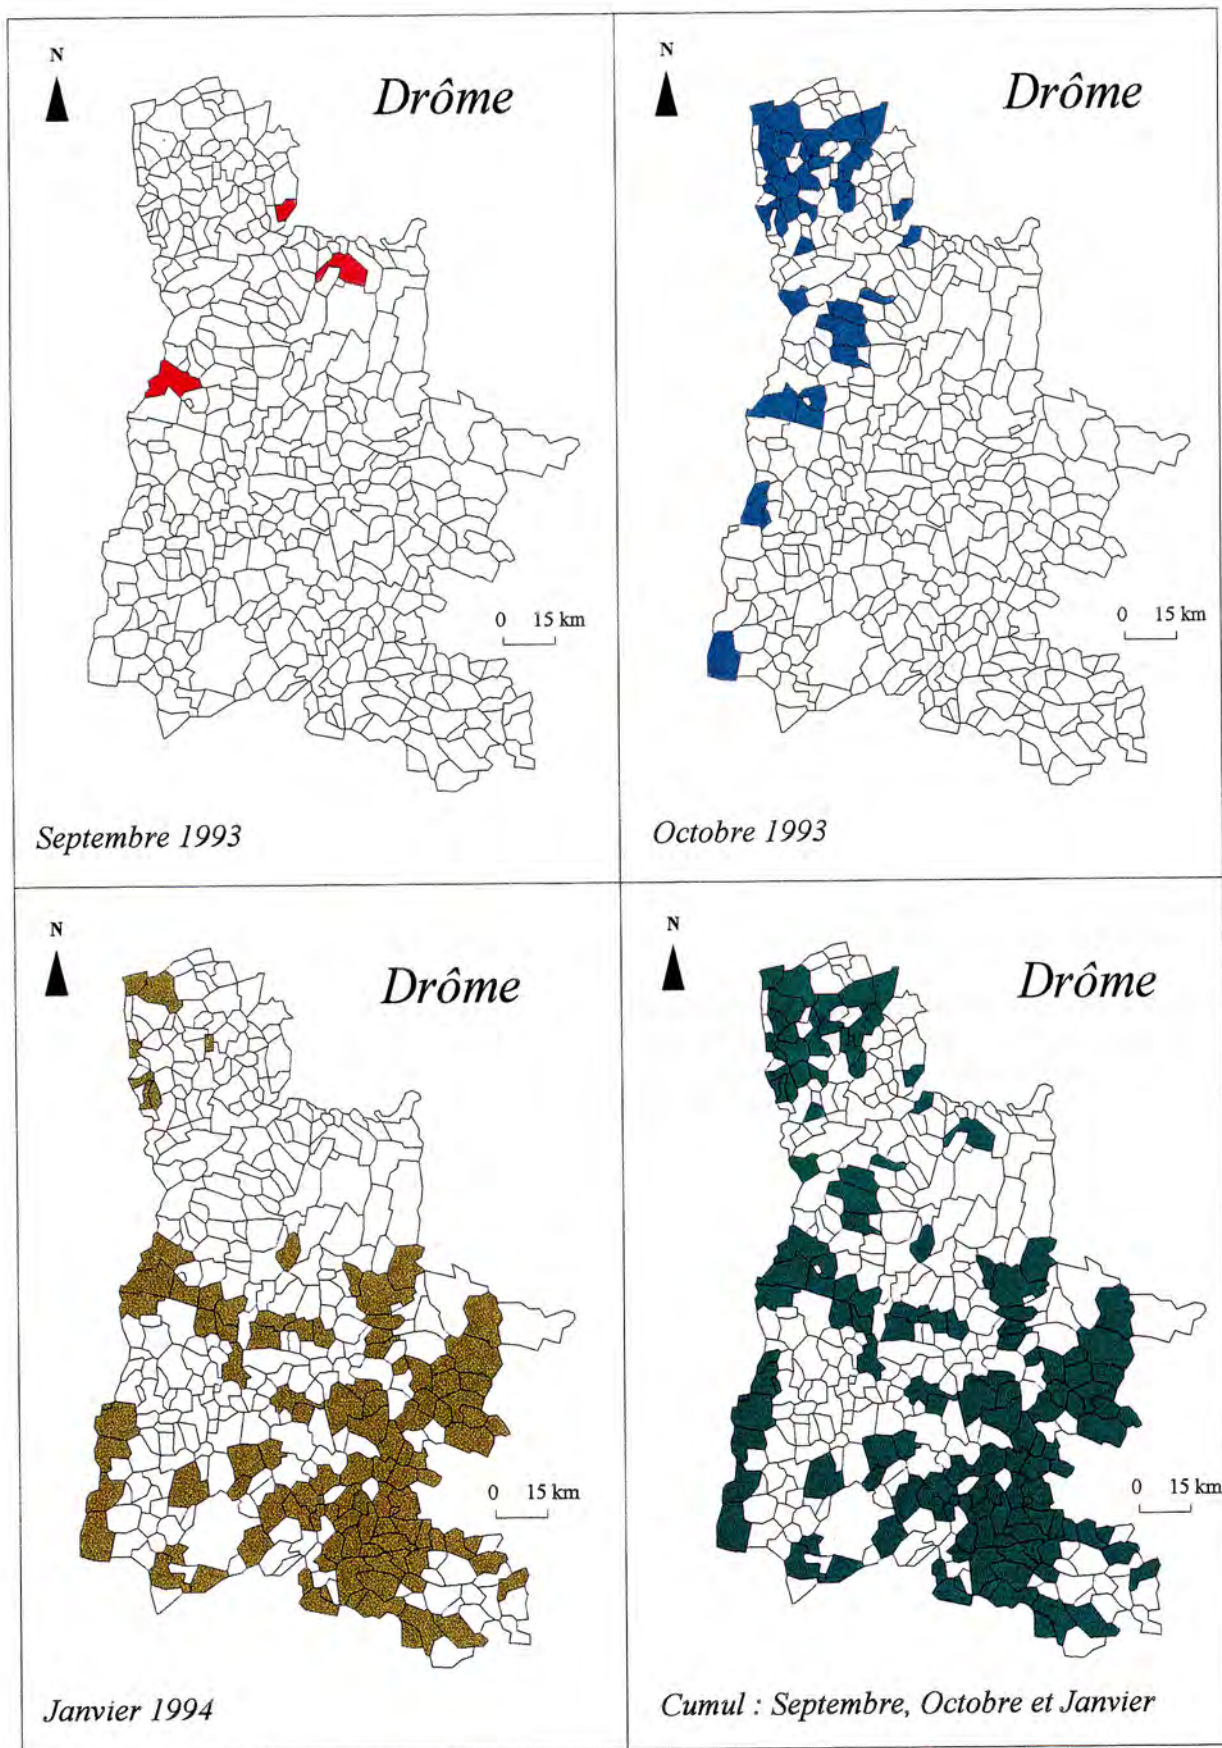 N
Drôme
0 15 km
Septembre 1993
N
Drôme
0 15 km
Octobre 1993
N
Drôme
0 15 km
Janvier 1994
N
Drôme
0 15 km
Cumul : Septembre, Octobre et Janvier